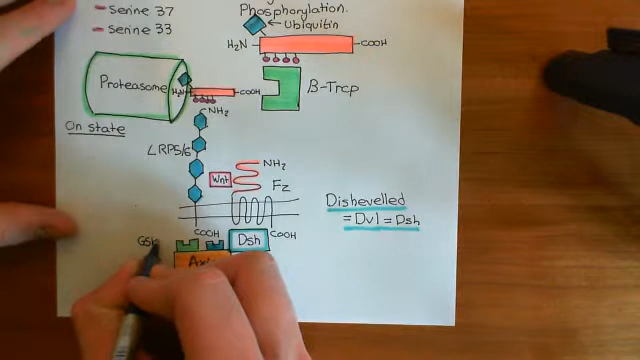 Serine 37
Serine 33
Phosphorylation.
Ubiquitin
H₂N
COOH
Proteasome
H₂N
COOH
β-Trcp
On state
NH₂
LRP5/6
NH₂
Wnt
Fz
Dishevelled
= Dvl = Dsh
COOH
Dsh
COOH
GSK